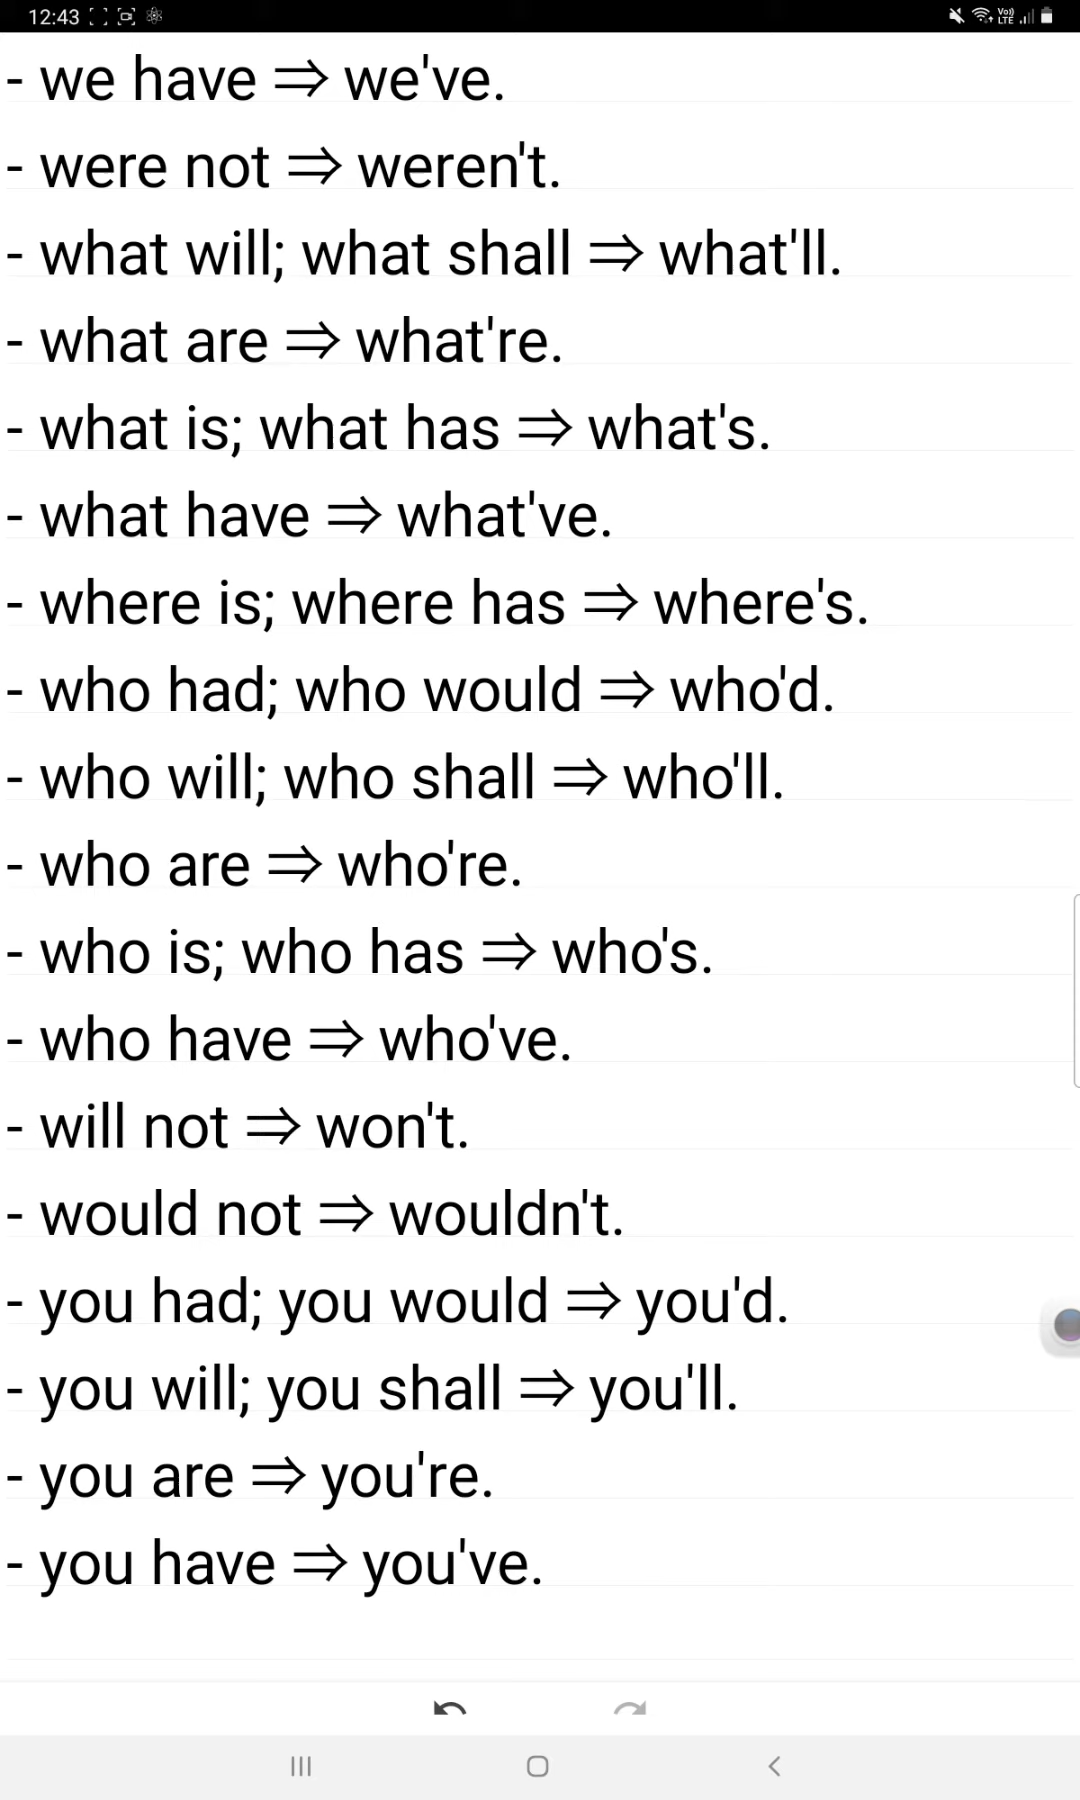 12:43
Vo)) LTE
- we have ⇒ we've.
- were not ⇒ weren't.
- what will; what shall ⇒ what'll.
- what are ⇒ what're.
- what is; what has ⇒ what's.
- what have ⇒ what've.
- where is; where has ⇒ where's.
- who had; who would ⇒ who'd.
- who will; who shall ⇒ who'll.
- who are ⇒ who're.
- who is; who has ⇒ who's.
- who have ⇒ who've.
- will not ⇒ won't.
- would not ⇒ wouldn't.
- you had; you would ⇒ you'd.
- you will; you shall ⇒ you'll.
- you are ⇒ you're.
- you have ⇒ you've.